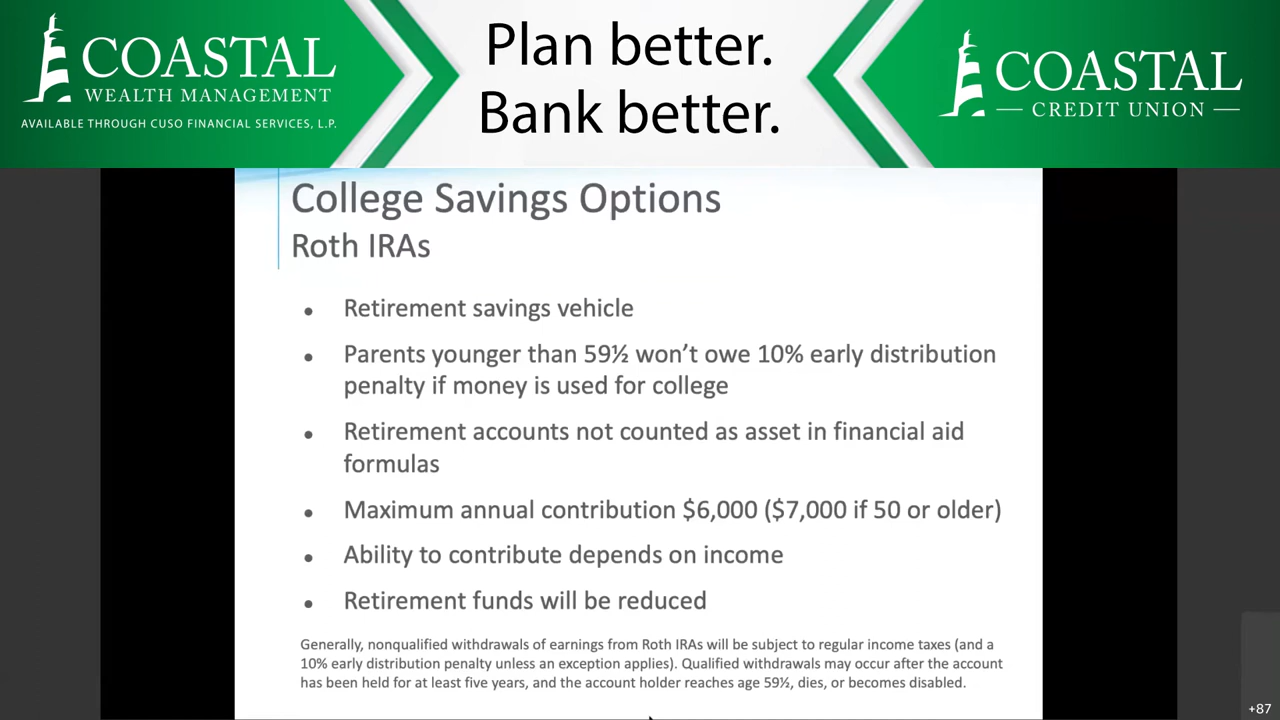 COASTAL
WEALTH MANAGEMENT
AVAILABLE THROUGH CUSO FINANCIAL SERVICES, L.P.
Plan better.
Bank better.
COASTAL
CREDIT UNION
College Savings Options
Roth IRAs
• Retirement savings vehicle
• Parents younger than 59½ won’t owe 10% early distribution
penalty if money is used for college
• Retirement accounts not counted as asset in financial aid
formulas
• Maximum annual contribution $6,000 ($7,000 if 50 or older)
• Ability to contribute depends on income
• Retirement funds will be reduced
Generally, nonqualified withdrawals of earnings from Roth IRAs will be subject to regular income taxes (and a
10% early distribution penalty unless an exception applies). Qualified withdrawals may occur after the account
has been held for at least five years, and the account holder reaches age 59½, dies, or becomes disabled.
+87